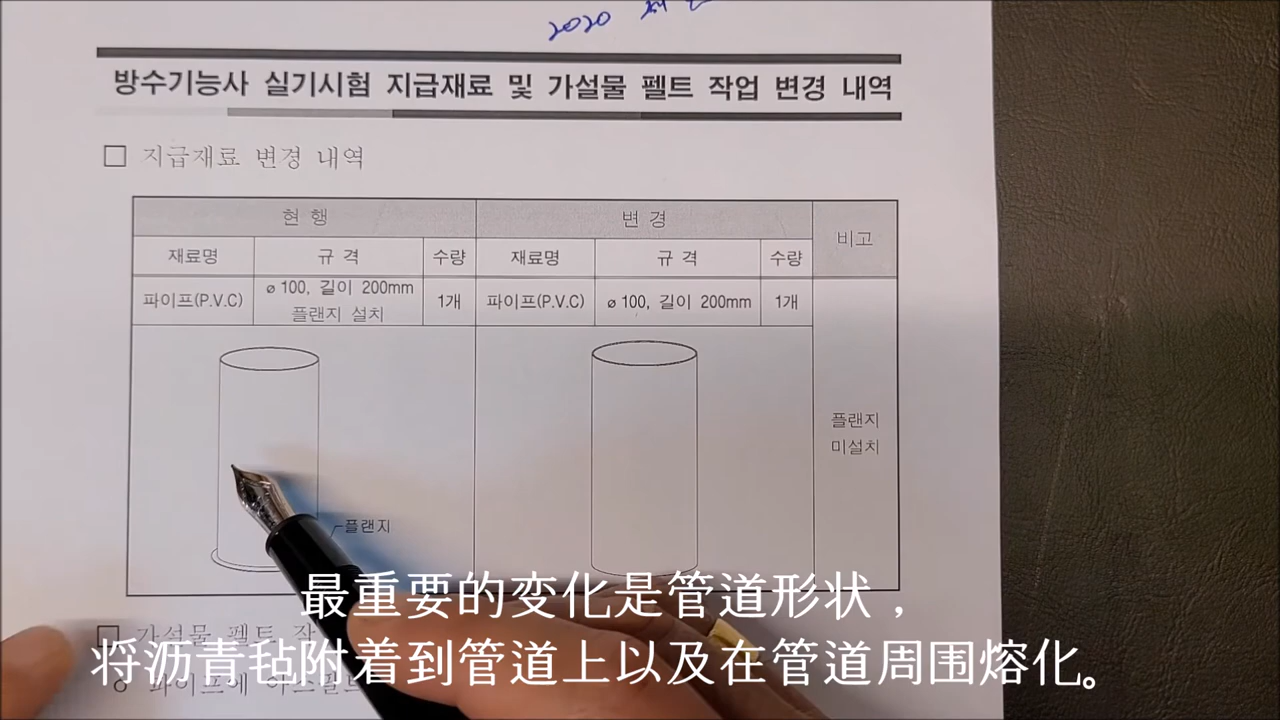 2020
방수기능사 실기시험 지급재료 및 가설물 펠트 작업 변경 내역
□ 지급재료 변경 내역
현 행 변 경 비고
재료명 규 격 수량 재료명 규 격 수량
파이프(P.V.C) ø 100, 길이 200mm 플랜지 설치 1개 파이프(P.V.C) ø 100, 길이 200mm 1개
플랜지
미설치
플랜지
□ 가설물 펠트 작
최重要的变化是管道形状，
将沥青毡附着到管道上以及在管道周围熔化。